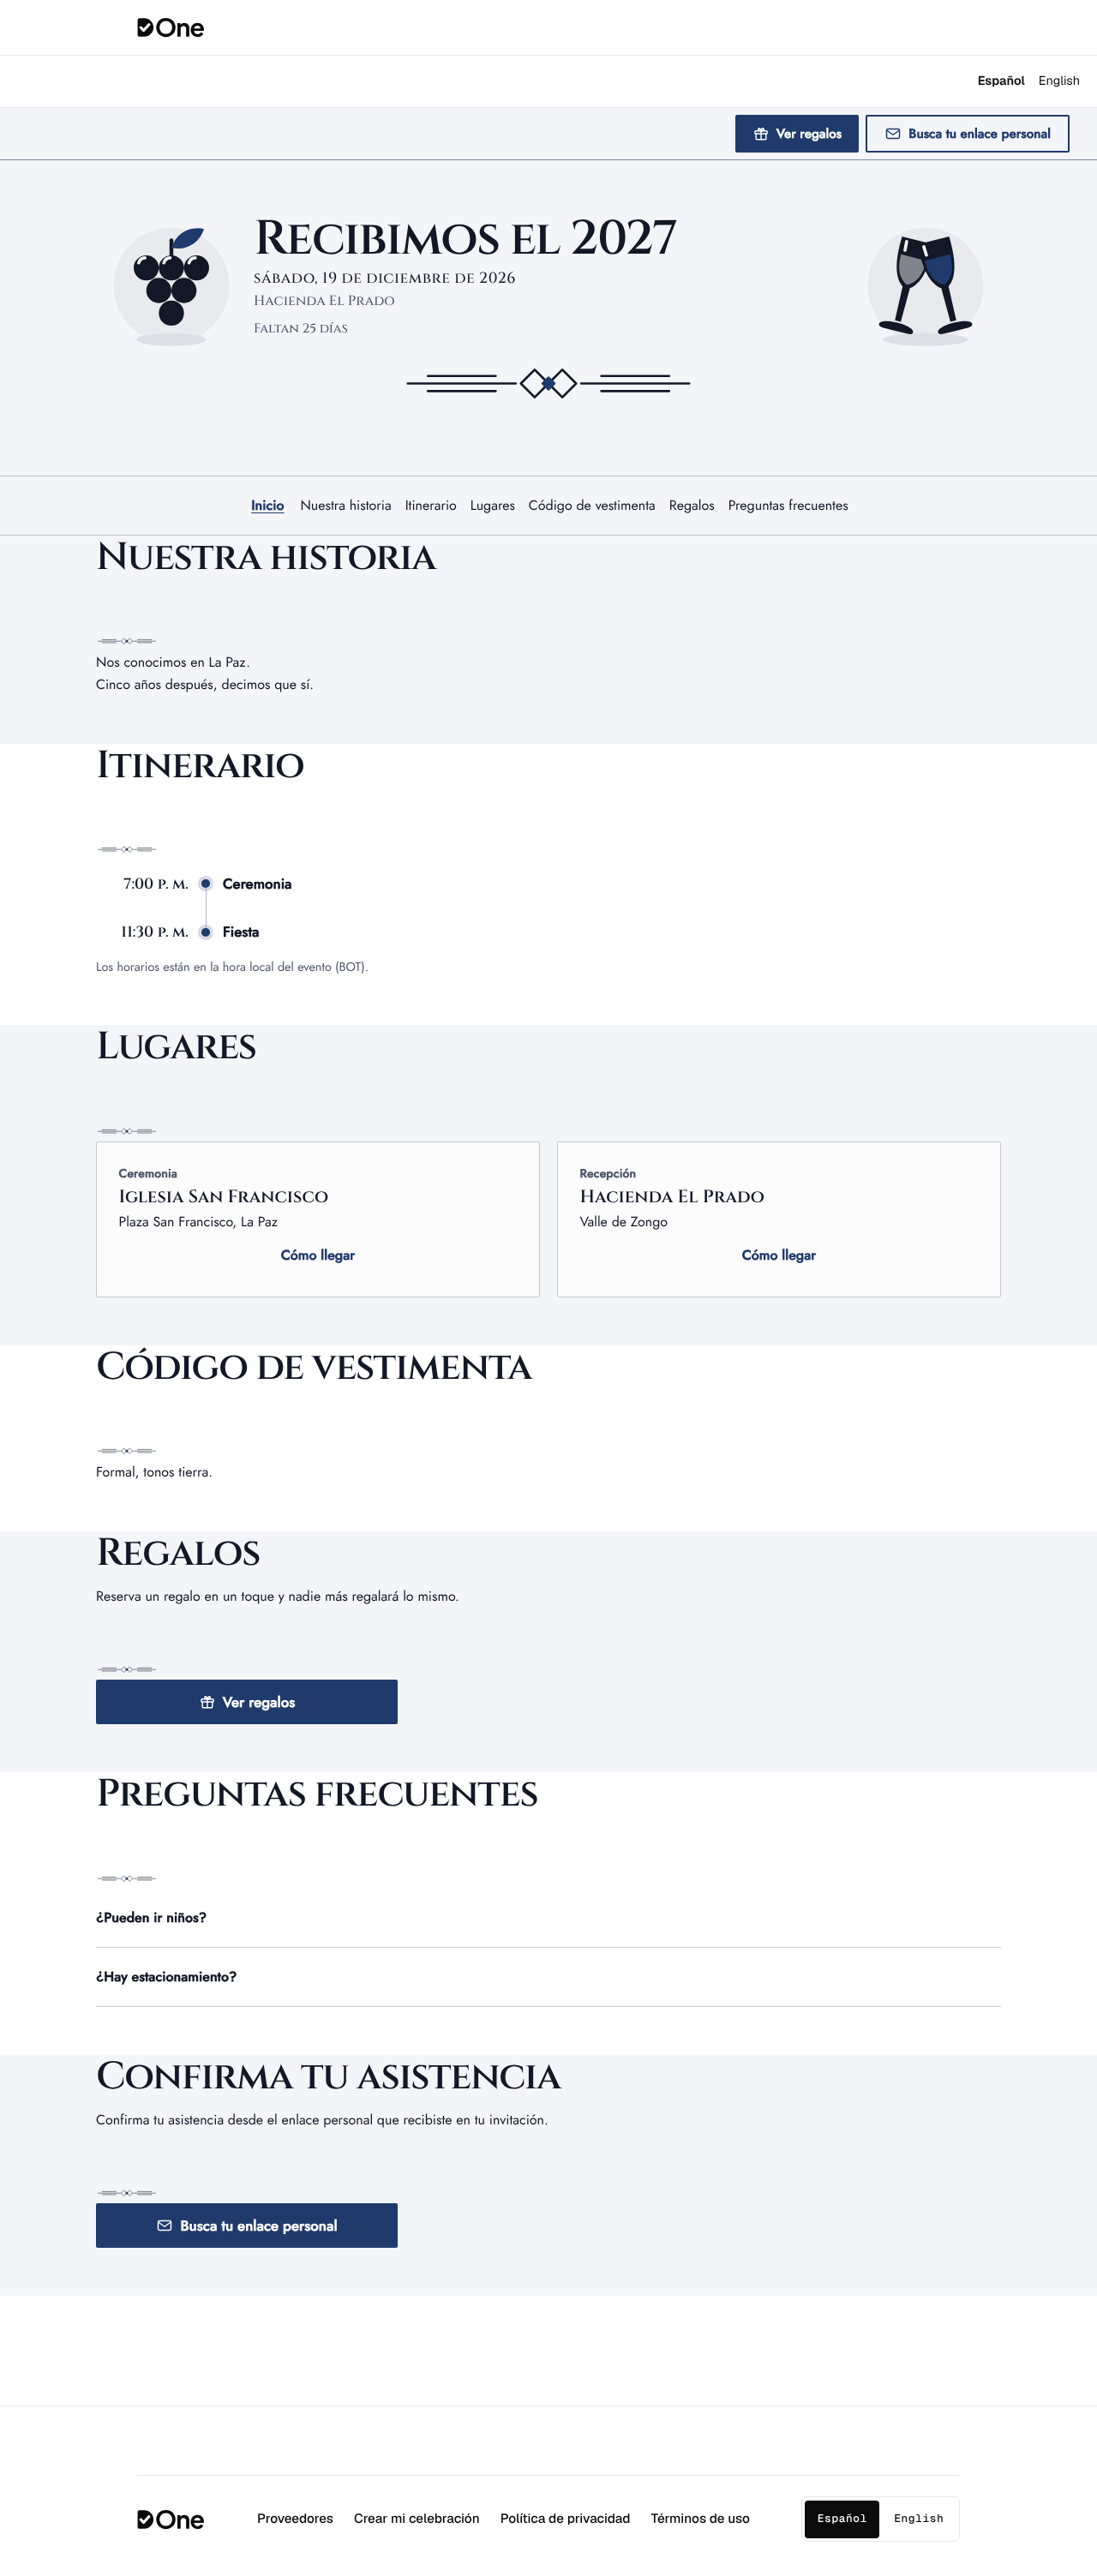 One
Español English
Ver regalos Busca tu enlace personal
Recibimos el 2027
sábado, 19 de diciembre de 2026
Hacienda El Prado
Faltan 25 días
Inicio Nuestra historia Itinerario Lugares Código de vestimenta Regalos Preguntas frecuentes
Nuestra historia
Nos conocimos en La Paz.
Cinco años después, decimos que sí.
Itinerario
7:00 p. m. Ceremonia
11:30 p. m. Fiesta
Los horarios están en la hora local del evento (BOT).
Lugares
Ceremonia
Iglesia San Francisco
Plaza San Francisco, La Paz
Cómo llegar
Recepción
Hacienda El Prado
Valle de Zongo
Cómo llegar
Código de vestimenta
Formal, tonos tierra.
Regalos
Reserva un regalo en un toque y nadie más regalará lo mismo.
Ver regalos
Preguntas frecuentes
¿Pueden ir niños?
¿Hay estacionamiento?
Confirma tu asistencia
Confirma tu asistencia desde el enlace personal que recibiste en tu invitación.
Busca tu enlace personal
One Proveedores Crear mi celebración Política de privacidad Términos de uso Español English